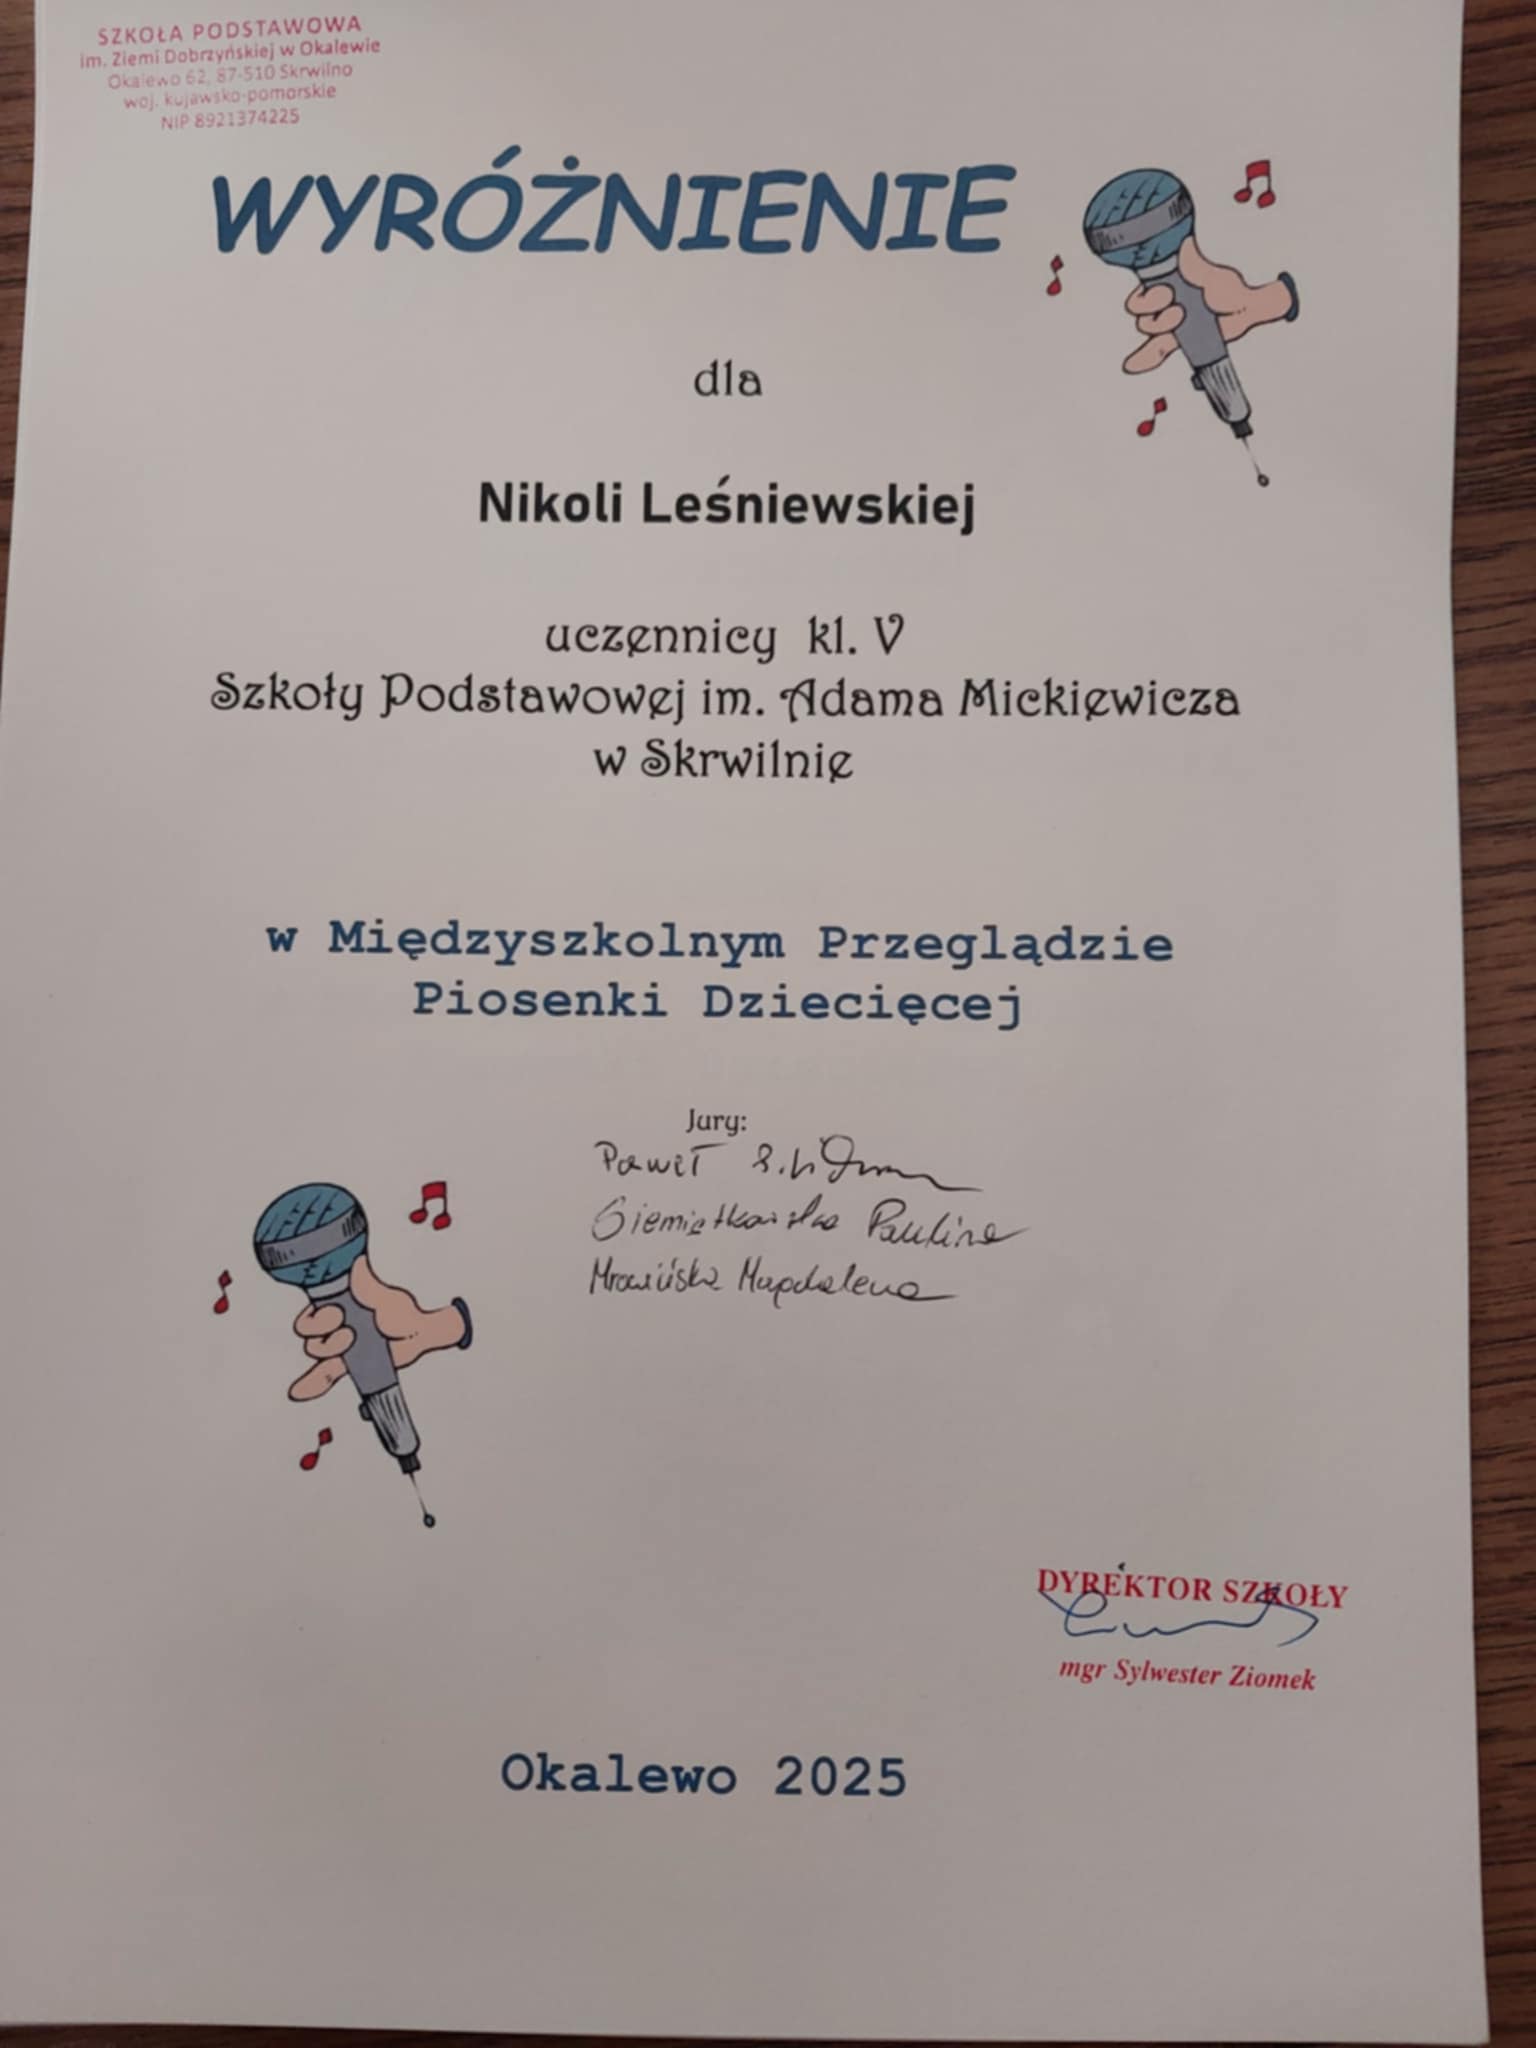 SZKOŁA PODSTAWOWA
im. Ziemi Dobrzyńskiej w Okalewie
Okalewo 62, 87-510 Skrwilno
woj. kujawsko-pomorskie
NIP 8921374225
WYRÓŻNIENIE
dla
Nikoli Leśniewskiej
uczennicy kl. V
Szkoły Podstawowej im. Adama Mickiewicza
w Skrwilnie
w Międzyszkolnym Przeglądzie
Piosenki Dziecięcej
Jury:
Paweł
Siemiątkowska Paulina
Magdalena
DYREKTOR SZKOŁY
mgr Sylwester Ziomek
Okalewo 2025